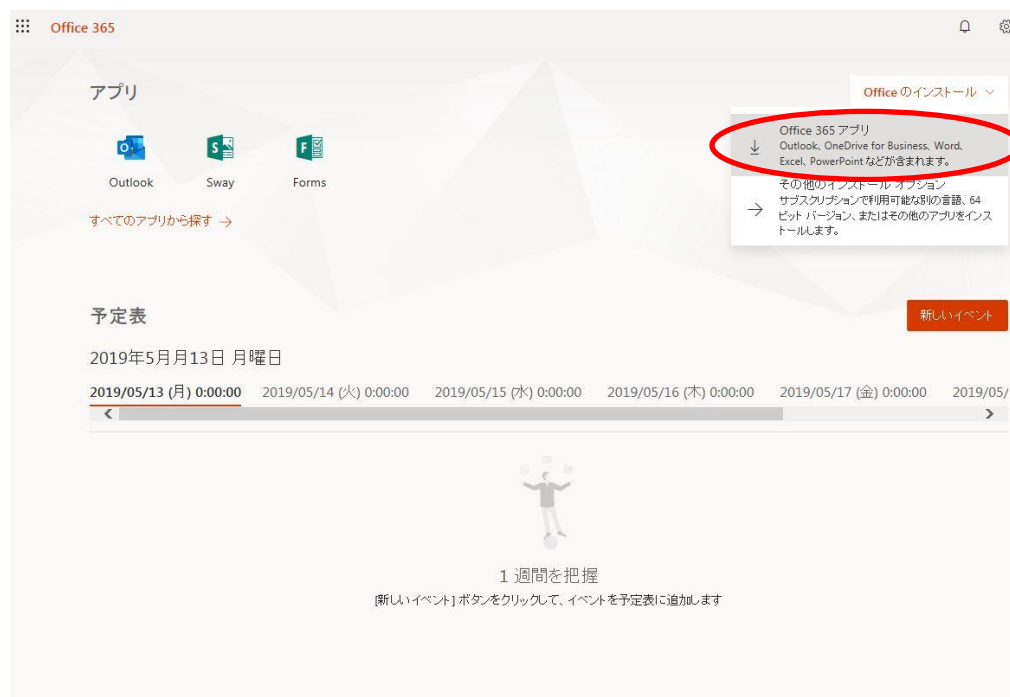 Office 365
アプリ
Office のインストール
Office 365 アプリ
Outlook、OneDrive for Business、Word、
Excel、PowerPoint などが含まれます。
その他のインストール オプション
サブスクリプションで利用可能な別の言語、64
ビット バージョン、またはその他のアプリをインス
トールします。
Outlook Sway Forms
すべてのアプリから探す
予定表
新しいイベント
2019年5月月13日 月曜日
2019/05/13 (月) 0:00:00 2019/05/14 (火) 0:00:00 2019/05/15 (水) 0:00:00 2019/05/16 (木) 0:00:00 2019/05/17 (金) 0:00:00 2019/05/
1 週間を把握
[新しいイベント] ボタンをクリックして、イベントを予定表に追加します